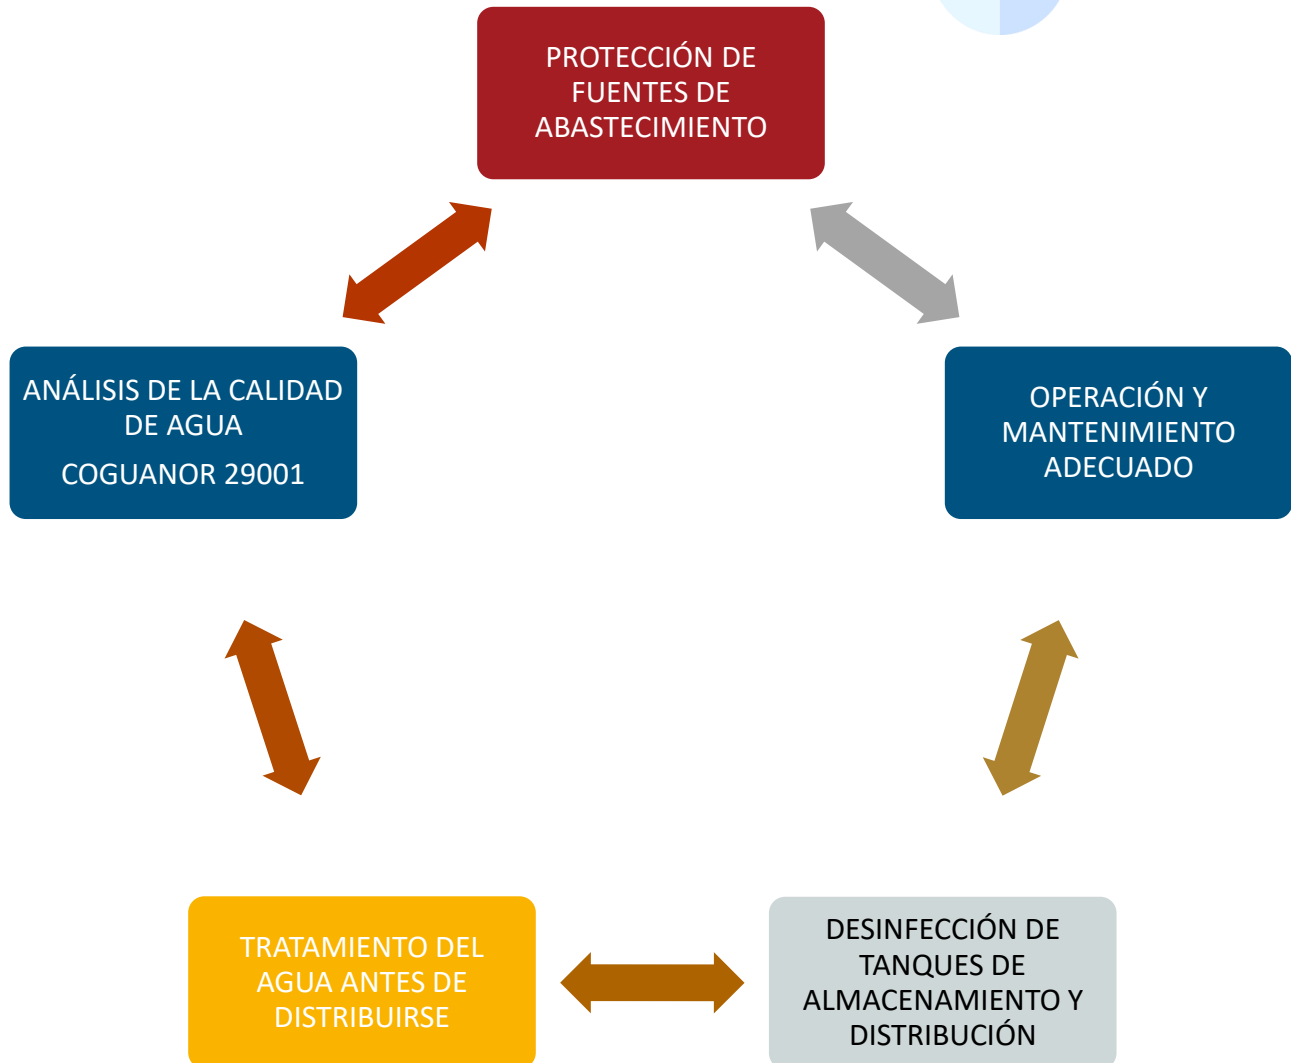 PROTECCIÓN DE
FUENTES DE
ABASTECIMIENTO
ANÁLISIS DE LA CALIDAD
DE AGUA
COGUANOR 29001
OPERACIÓN Y
MANTENIMIENTO
ADECUADO
TRATAMIENTO DEL
AGUA ANTES DE
DISTRIBUIRSE
DESINFECCIÓN DE
TANQUES DE
ALMACENAMIENTO Y
DISTRIBUCIÓN